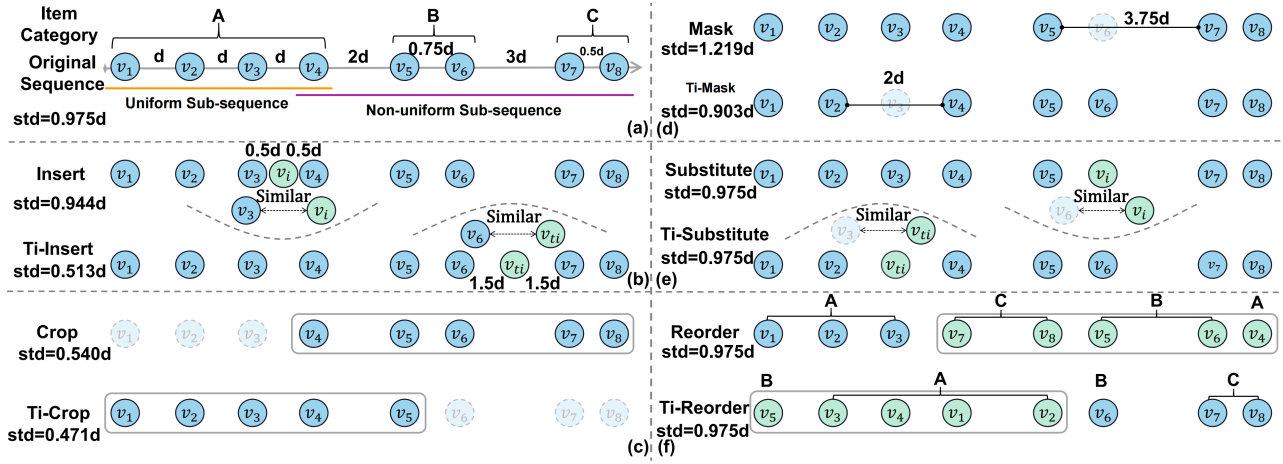 Item Category A B C
Original Sequence v1 d v2 d v3 d v4 2d v5 0.75d v6 3d v7 0.5d v8
Uniform Sub-sequence
Non-uniform Sub-sequence
std=0.975d
(a)
Insert v1 v2 v3 0.5d vi 0.5d v4 v5 v6 v7 v8
std=0.944d
v3 Similar vi
v6 Similar vti
Ti-Insert v1 v2 v3 v4 v5 v6 vti v7 v8
std=0.513d
1.5d 1.5d
(b)
Crop v1 v2 v3 v4 v5 v6 v7 v8
std=0.540d
Ti-Crop v1 v2 v3 v4 v5 v6 v7 v8
std=0.471d
(c)
Mask v1 v2 v3 v4 v5 v6 3.75d v7 v8
std=1.219d
2d
Ti-Mask v1 v2 v3 v4 v5 v6 v7 v8
std=0.903d
(d)
Substitute v1 v2 v3 v4 v5 vi v7 v8
std=0.975d
v6 Similar vi
v3 Similar vti
Ti-Substitute v1 v2 vti v4 v5 v6 v7 v8
std=0.975d
(e)
A C B A
Reorder v1 v2 v3 v7 v8 v5 v6 v4
std=0.975d
B A B C
Ti-Reorder v5 v3 v4 v1 v2 v6 v7 v8
std=0.975d
(f)